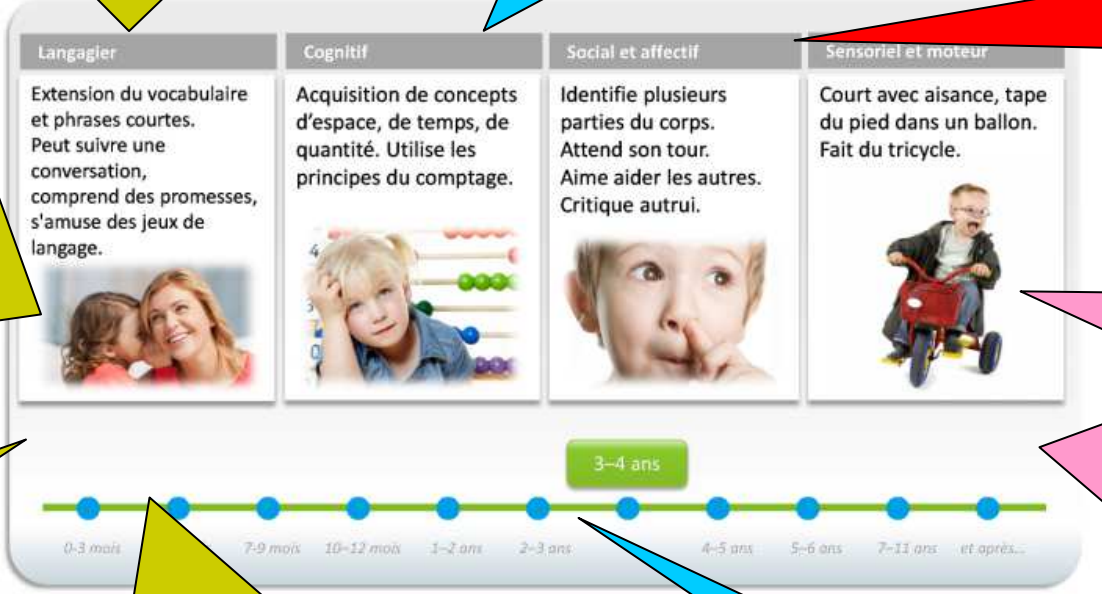 Langagier
Extension du vocabulaire
et phrases courtes.
Peut suivre une
conversation,
comprend des promesses,
s'amuse des jeux de
langage.
Cognitif
Acquisition de concepts
d'espace, de temps, de
quantité. Utilise les
principes du comptage.
Social et affectif
Identifie plusieurs
parties du corps.
Attend son tour.
Aime aider les autres.
Critique autrui.
Sensoriel et moteur
Court avec aisance, tape
du pied dans un ballon.
Fait du tricycle.
3–4 ans
0-3 mois 7-9 mois 10–12 mois 1–2 ans 2–3 ans 4–5 ans 5–6 ans 7–11 ans et après...